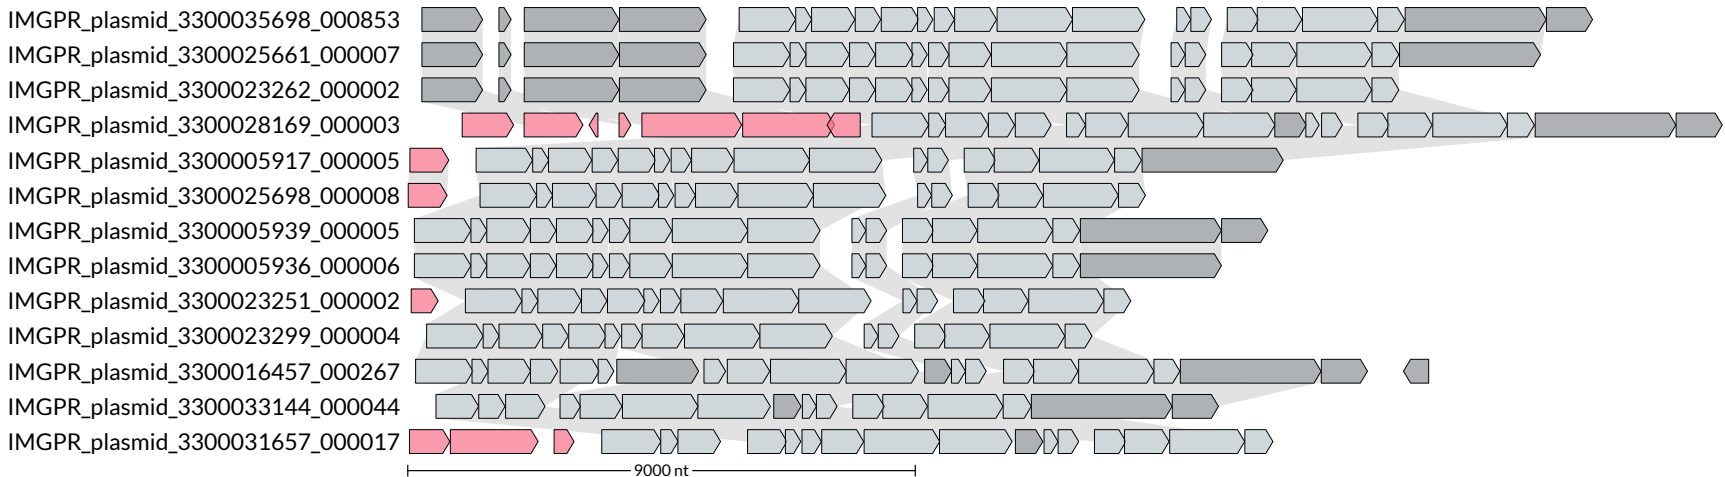 IMGPR_plasmid_3300035698_000853
IMGPR_plasmid_3300025661_000007
IMGPR_plasmid_3300023262_000002
IMGPR_plasmid_3300028169_000003
IMGPR_plasmid_3300005917_000005
IMGPR_plasmid_3300025698_000008
IMGPR_plasmid_3300005939_000005
IMGPR_plasmid_3300005936_000006
IMGPR_plasmid_3300023251_000002
IMGPR_plasmid_3300023299_000004
IMGPR_plasmid_3300016457_000267
IMGPR_plasmid_3300033144_000044
IMGPR_plasmid_3300031657_000017
9000 nt